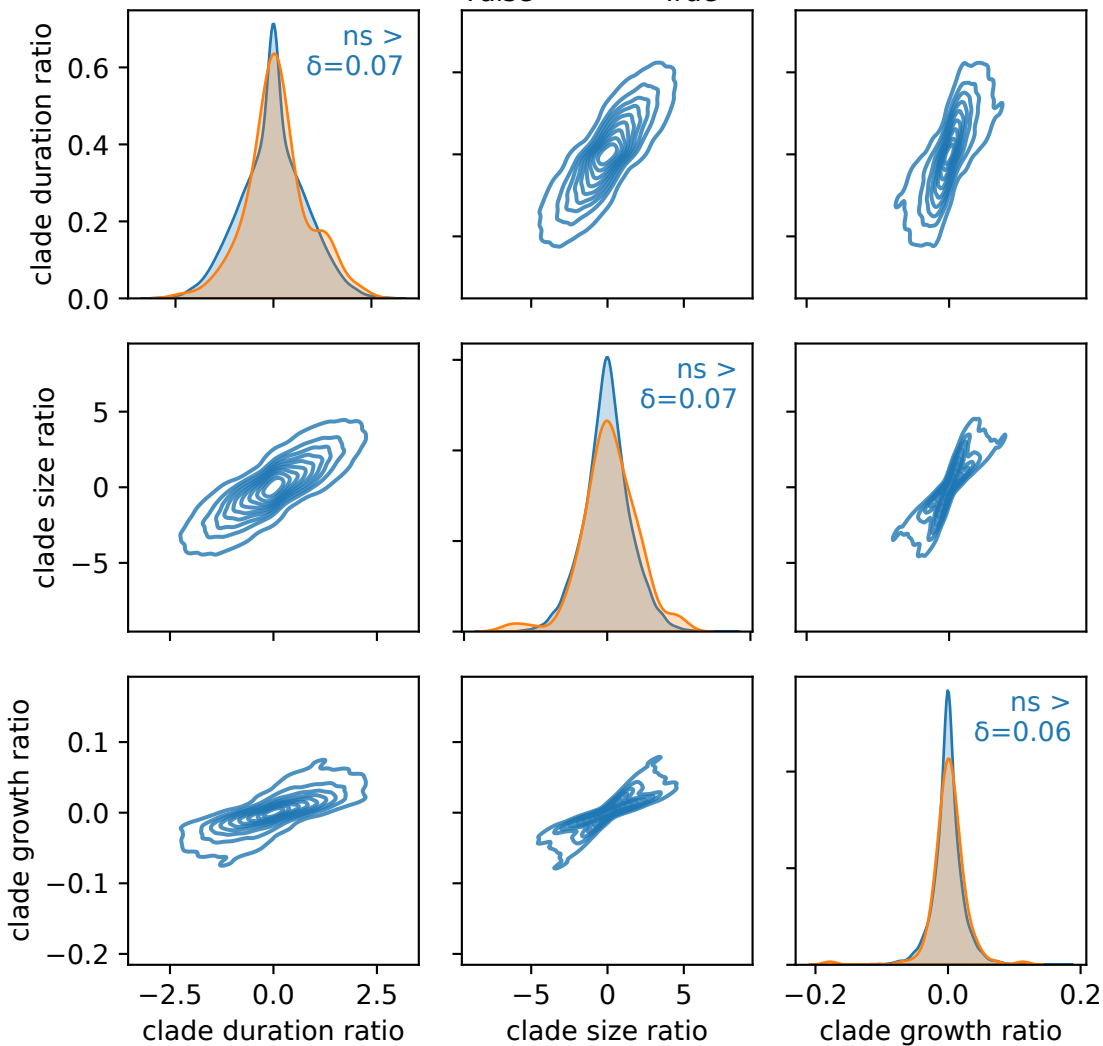 ns >
δ=0.07
clade duration ratio
0.6
0.4
0.2
0.0
ns >
δ=0.07
clade size ratio
5
0
−5
ns >
δ=0.06
clade growth ratio
0.1
0.0
−0.1
−0.2
−2.5 0.0 2.5
−5 0 5
−0.2 0.0 0.2
clade duration ratio
clade size ratio
clade growth ratio